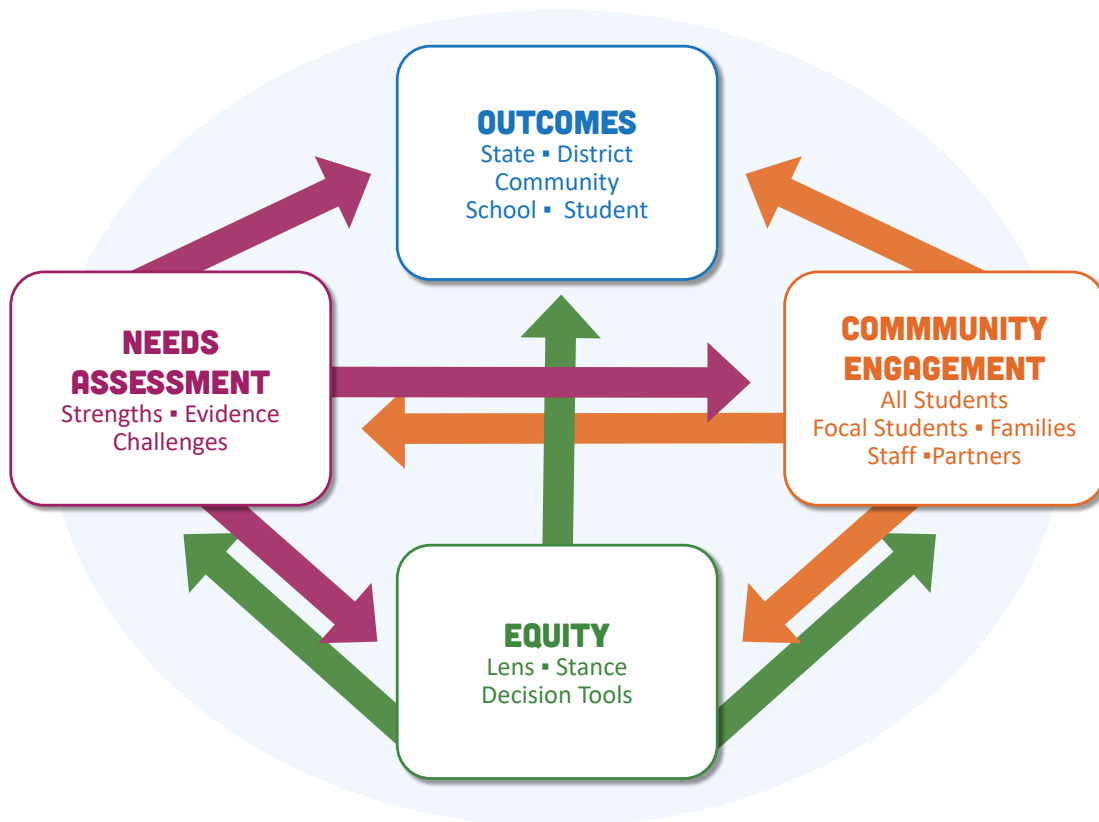 OUTCOMES
State ▪ District
Community
School ▪ Student
NEEDS
ASSESSMENT
Strengths ▪ Evidence
Challenges
COMMMUNITY
ENGAGEMENT
All Students
Focal Students ▪ Families
Staff ▪Partners
EQUITY
Lens ▪ Stance
Decision Tools